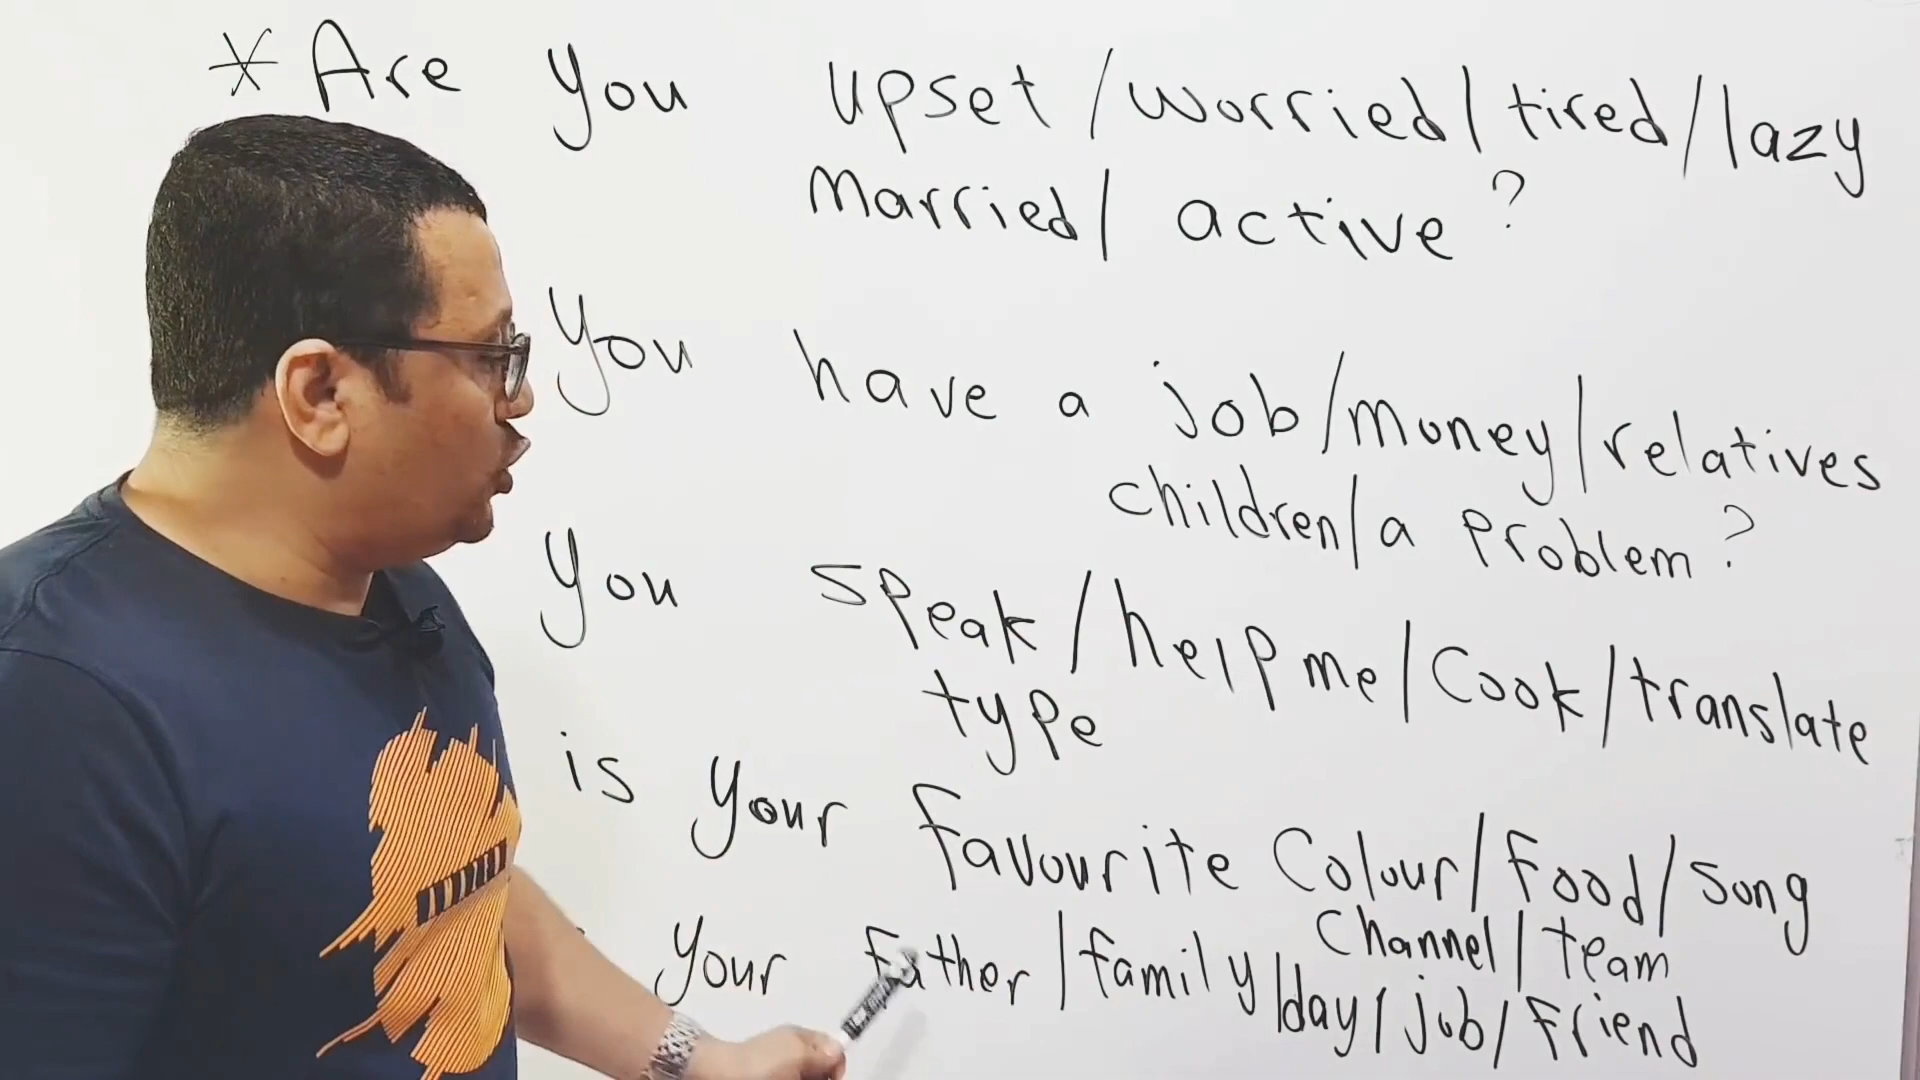 * Are you upset/worried/tired/lazy
married/ active ?
you have a job/money/relatives
children/a problem ?
you speak/help me/Cook/translate
type
is your favourite Colour/Food/song
Channel/team
your Father/family/day/job/Friend